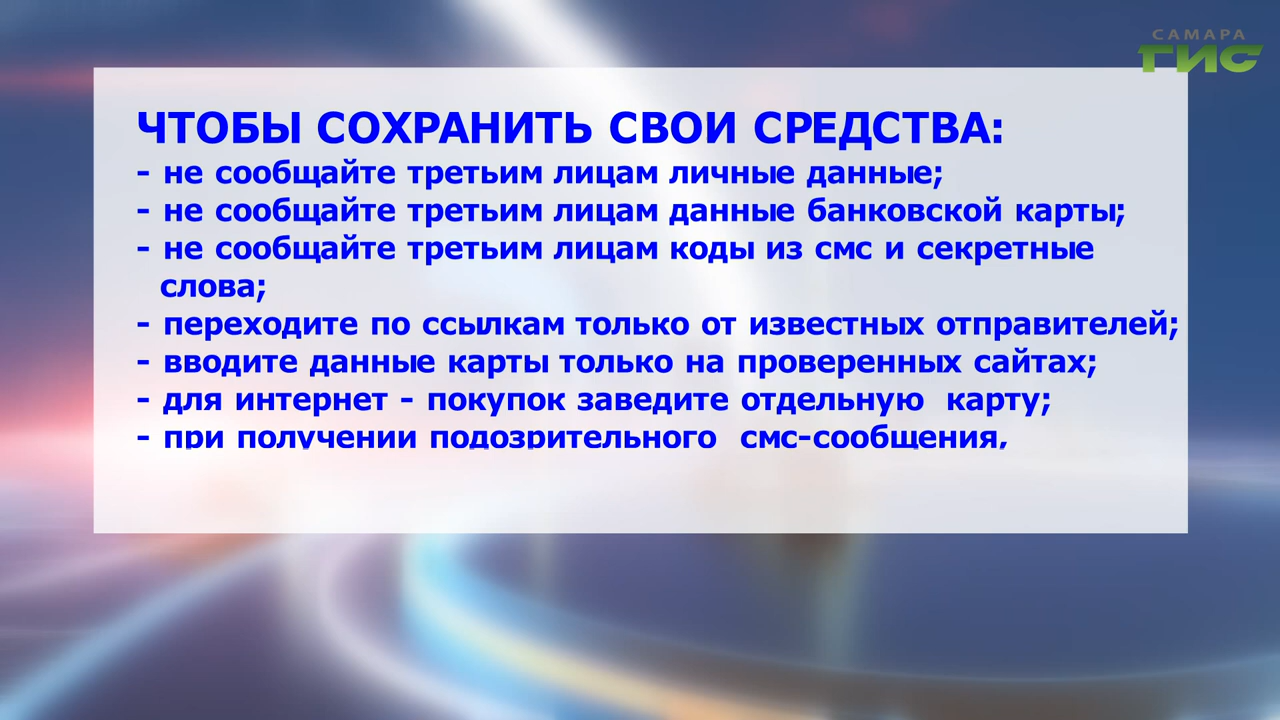 САМАРА
ГИС
ЧТОБЫ СОХРАНИТЬ СВОИ СРЕДСТВА:
- не сообщайте третьим лицам личные данные;
- не сообщайте третьим лицам данные банковской карты;
- не сообщайте третьим лицам коды из смс и секретные
слова;
- переходите по ссылкам только от известных отправителей;
- вводите данные карты только на проверенных сайтах;
- для интернет - покупок заведите отдельную карту;
- при получении подозрительного смс-сообщения,